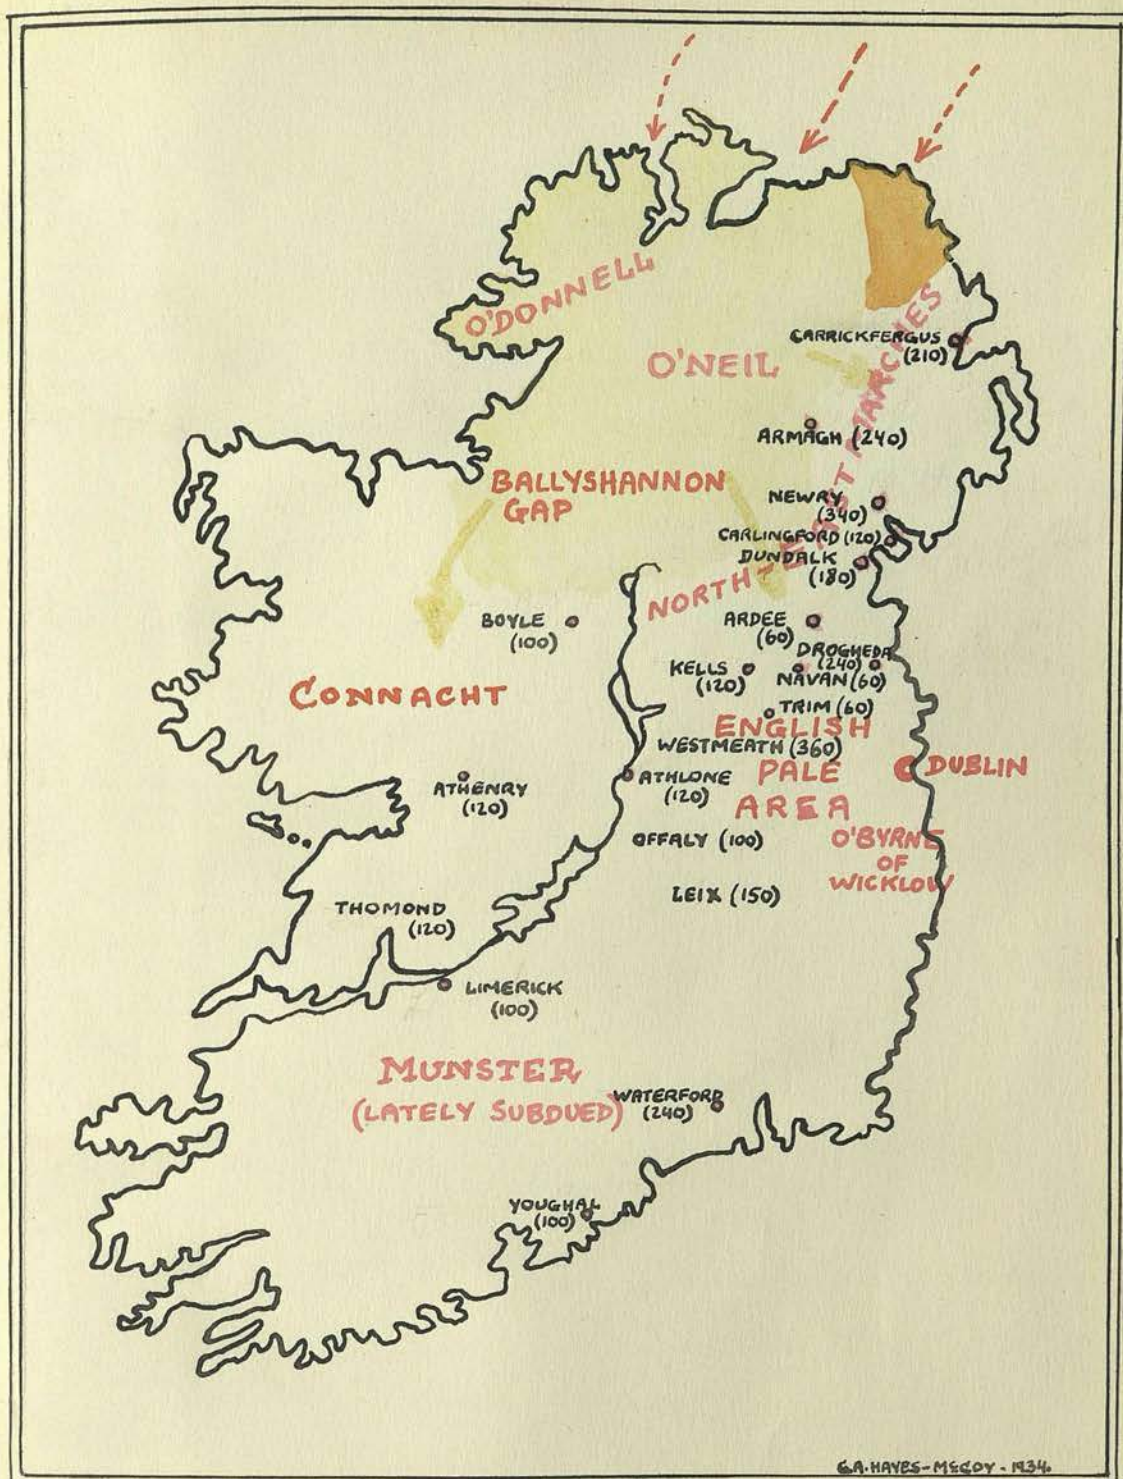 O'DONNELL
O'NEIL
CARRICKFERGUS
(210)
NORTH-EAST MARCHES
ARMAGH (240)
BALLYSHANNON
GAP
NEWRY
(340)
CARLINGFORD (120)
DUNDALK
(180)
BOYLE
(100)
ARDEE
(60)
DROGHEDA
(240)
KELLS
(120)
NAVAN (60)
CONNACHT
TRIM (60)
ENGLISH
PALE
AREA
WESTMEATH (360)
DUBLIN
ATHLONE
(120)
ATHENRY
(120)
OFFALY (100)
O'BYRNE
OF
WICKLOW
LEIX (150)
THOMOND
(120)
LIMERICK
(100)
MUNSTER
(LATELY SUBDUED)
WATERFORD
(240)
YOUGHAL
(100)
G.A. HAYES-McCOY - 1934.